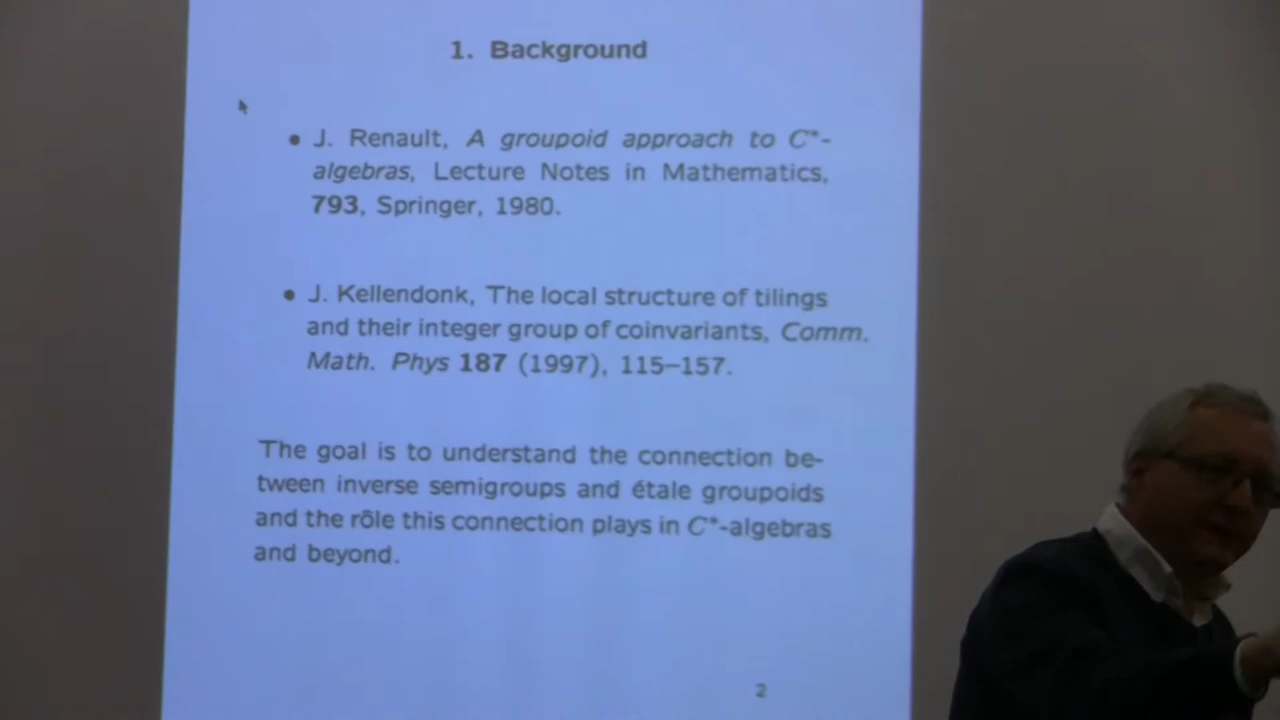 1. Background
• J. Renault, A groupoid approach to C*-
algebras, Lecture Notes in Mathematics,
793, Springer, 1980.
• J. Kellendonk, The local structure of tilings
and their integer group of coinvariants, Comm.
Math. Phys 187 (1997), 115–157.
The goal is to understand the connection be-
tween inverse semigroups and étale groupoids
and the rôle this connection plays in C*-algebras
and beyond.
2